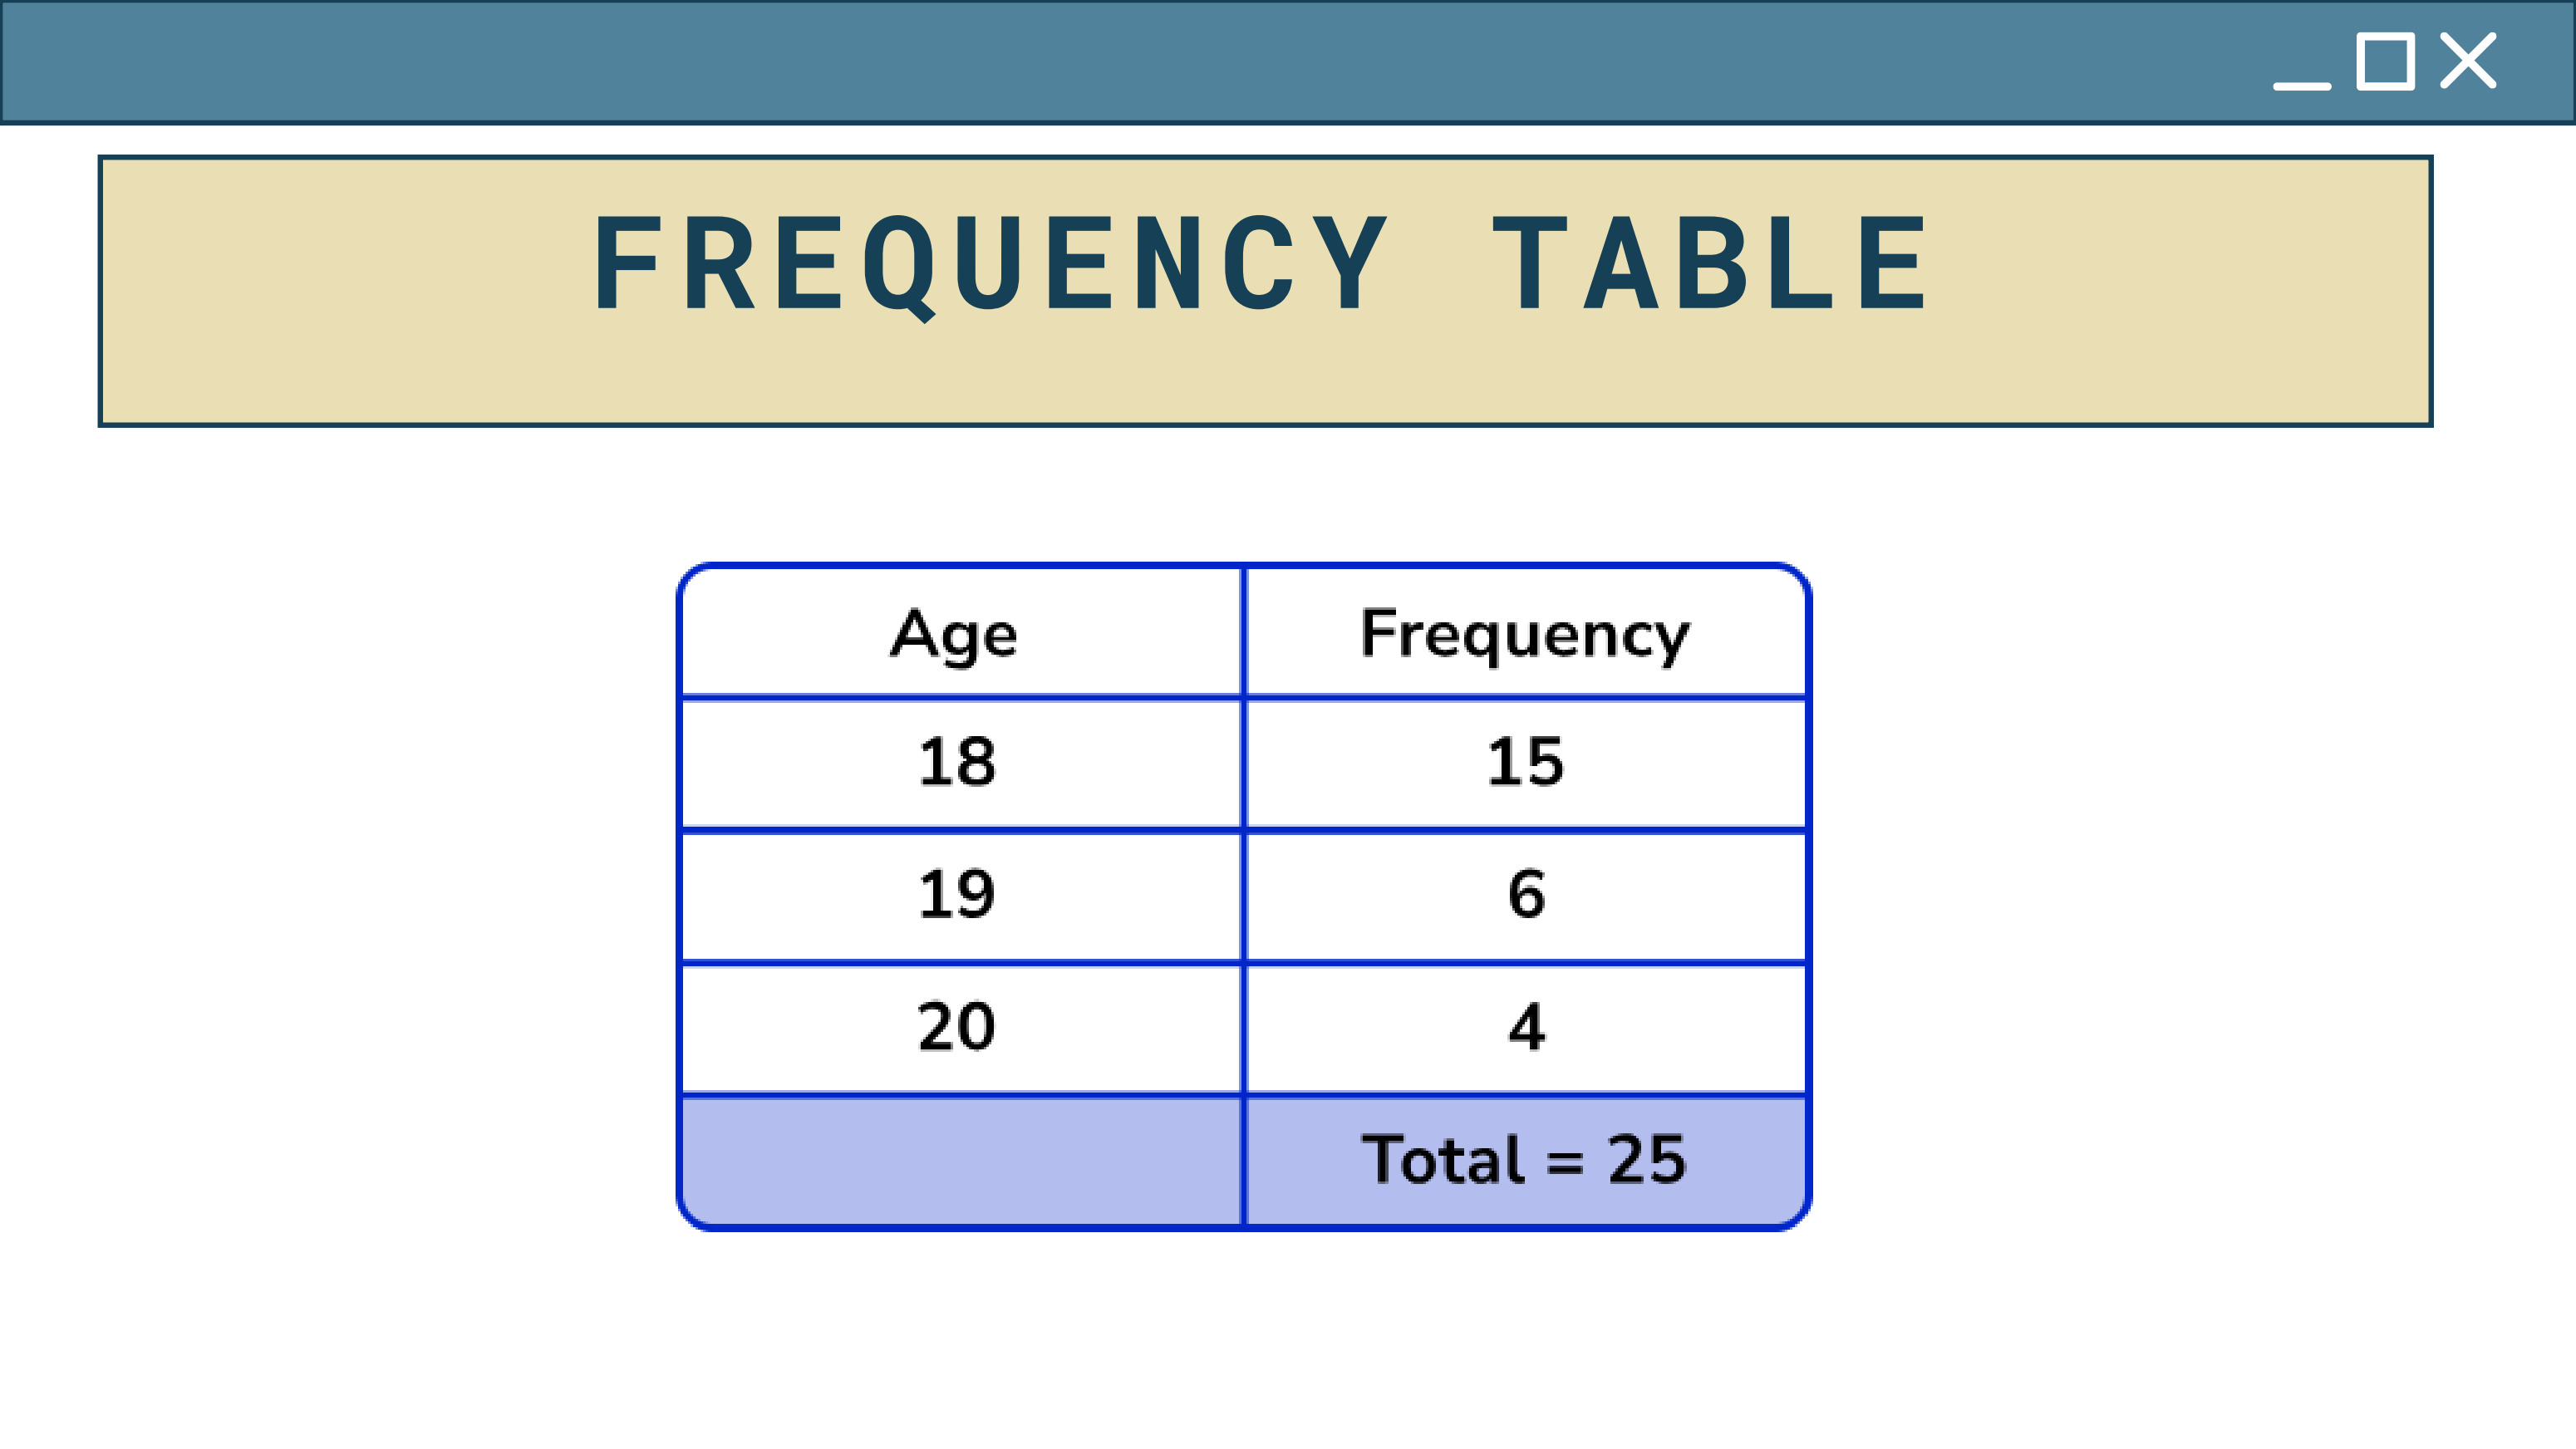 FREQUENCY TABLE
Age Frequency
18 15
19 6
20 4
Total = 25